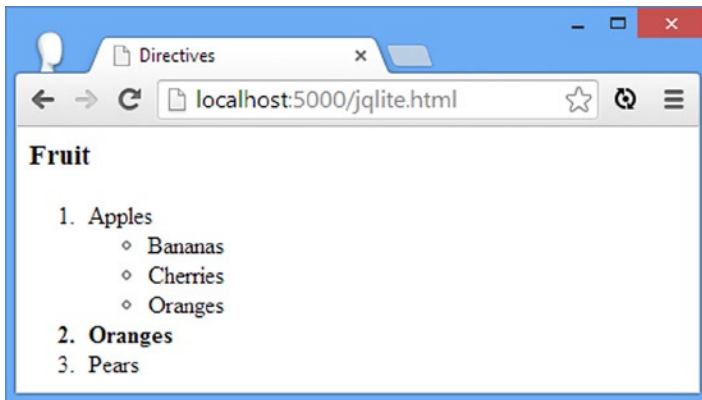 Directives
localhost:5000/jqlite.html
Fruit
1. Apples
Bananas
Cherries
Oranges
2. Oranges
3. Pears